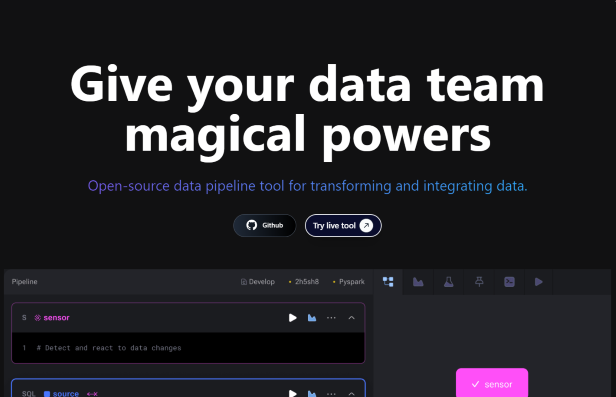 Give your data team
magical powers
Open-source data pipeline tool for transforming and integrating data.
Github
Try live tool
Pipeline
Develop
2h5sh8
Pyspark
S sensor
1 # Detect and react to data changes
SQL source
sensor